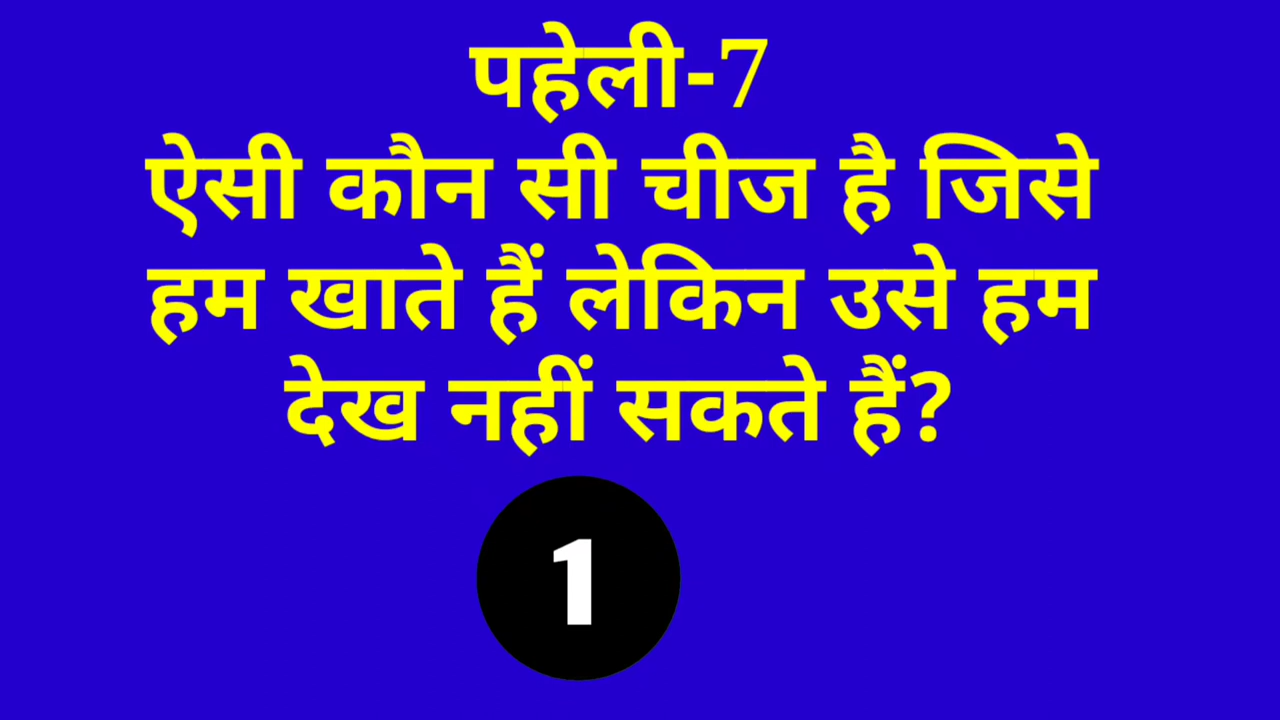 पहेली-7
ऐसी कौन सी चीज है जिसे
हम खाते हैं लेकिन उसे हम
देख नहीं सकते हैं?
1